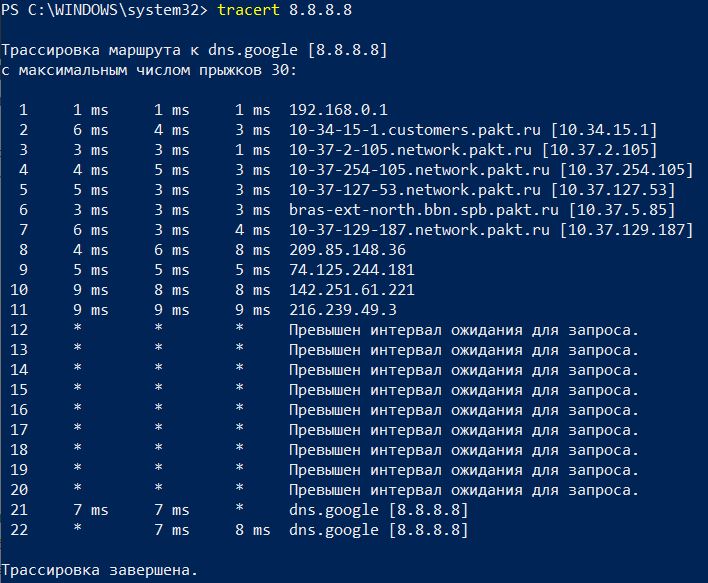 PS C:\WINDOWS\system32> tracert 8.8.8.8
Трассировка маршрута к dns.google [8.8.8.8]
с максимальным числом прыжков 30:
1 1 ms 1 ms 1 ms 192.168.0.1
2 6 ms 4 ms 3 ms 10-34-15-1.customers.pakt.ru [10.34.15.1]
3 3 ms 3 ms 1 ms 10-37-2-105.network.pakt.ru [10.37.2.105]
4 4 ms 5 ms 3 ms 10-37-254-105.network.pakt.ru [10.37.254.105]
5 5 ms 3 ms 3 ms 10-37-127-53.network.pakt.ru [10.37.127.53]
6 3 ms 3 ms 3 ms bras-ext-north.bbn.spb.pakt.ru [10.37.5.85]
7 6 ms 3 ms 4 ms 10-37-129-187.network.pakt.ru [10.37.129.187]
8 4 ms 6 ms 8 ms 209.85.148.36
9 5 ms 5 ms 5 ms 74.125.244.181
10 9 ms 8 ms 8 ms 142.251.61.221
11 9 ms 9 ms 9 ms 216.239.49.3
12 * * * Превышен интервал ожидания для запроса.
13 * * * Превышен интервал ожидания для запроса.
14 * * * Превышен интервал ожидания для запроса.
15 * * * Превышен интервал ожидания для запроса.
16 * * * Превышен интервал ожидания для запроса.
17 * * * Превышен интервал ожидания для запроса.
18 * * * Превышен интервал ожидания для запроса.
19 * * * Превышен интервал ожидания для запроса.
20 * * * Превышен интервал ожидания для запроса.
21 7 ms 7 ms * dns.google [8.8.8.8]
22 * 7 ms 8 ms dns.google [8.8.8.8]
Трассировка завершена.